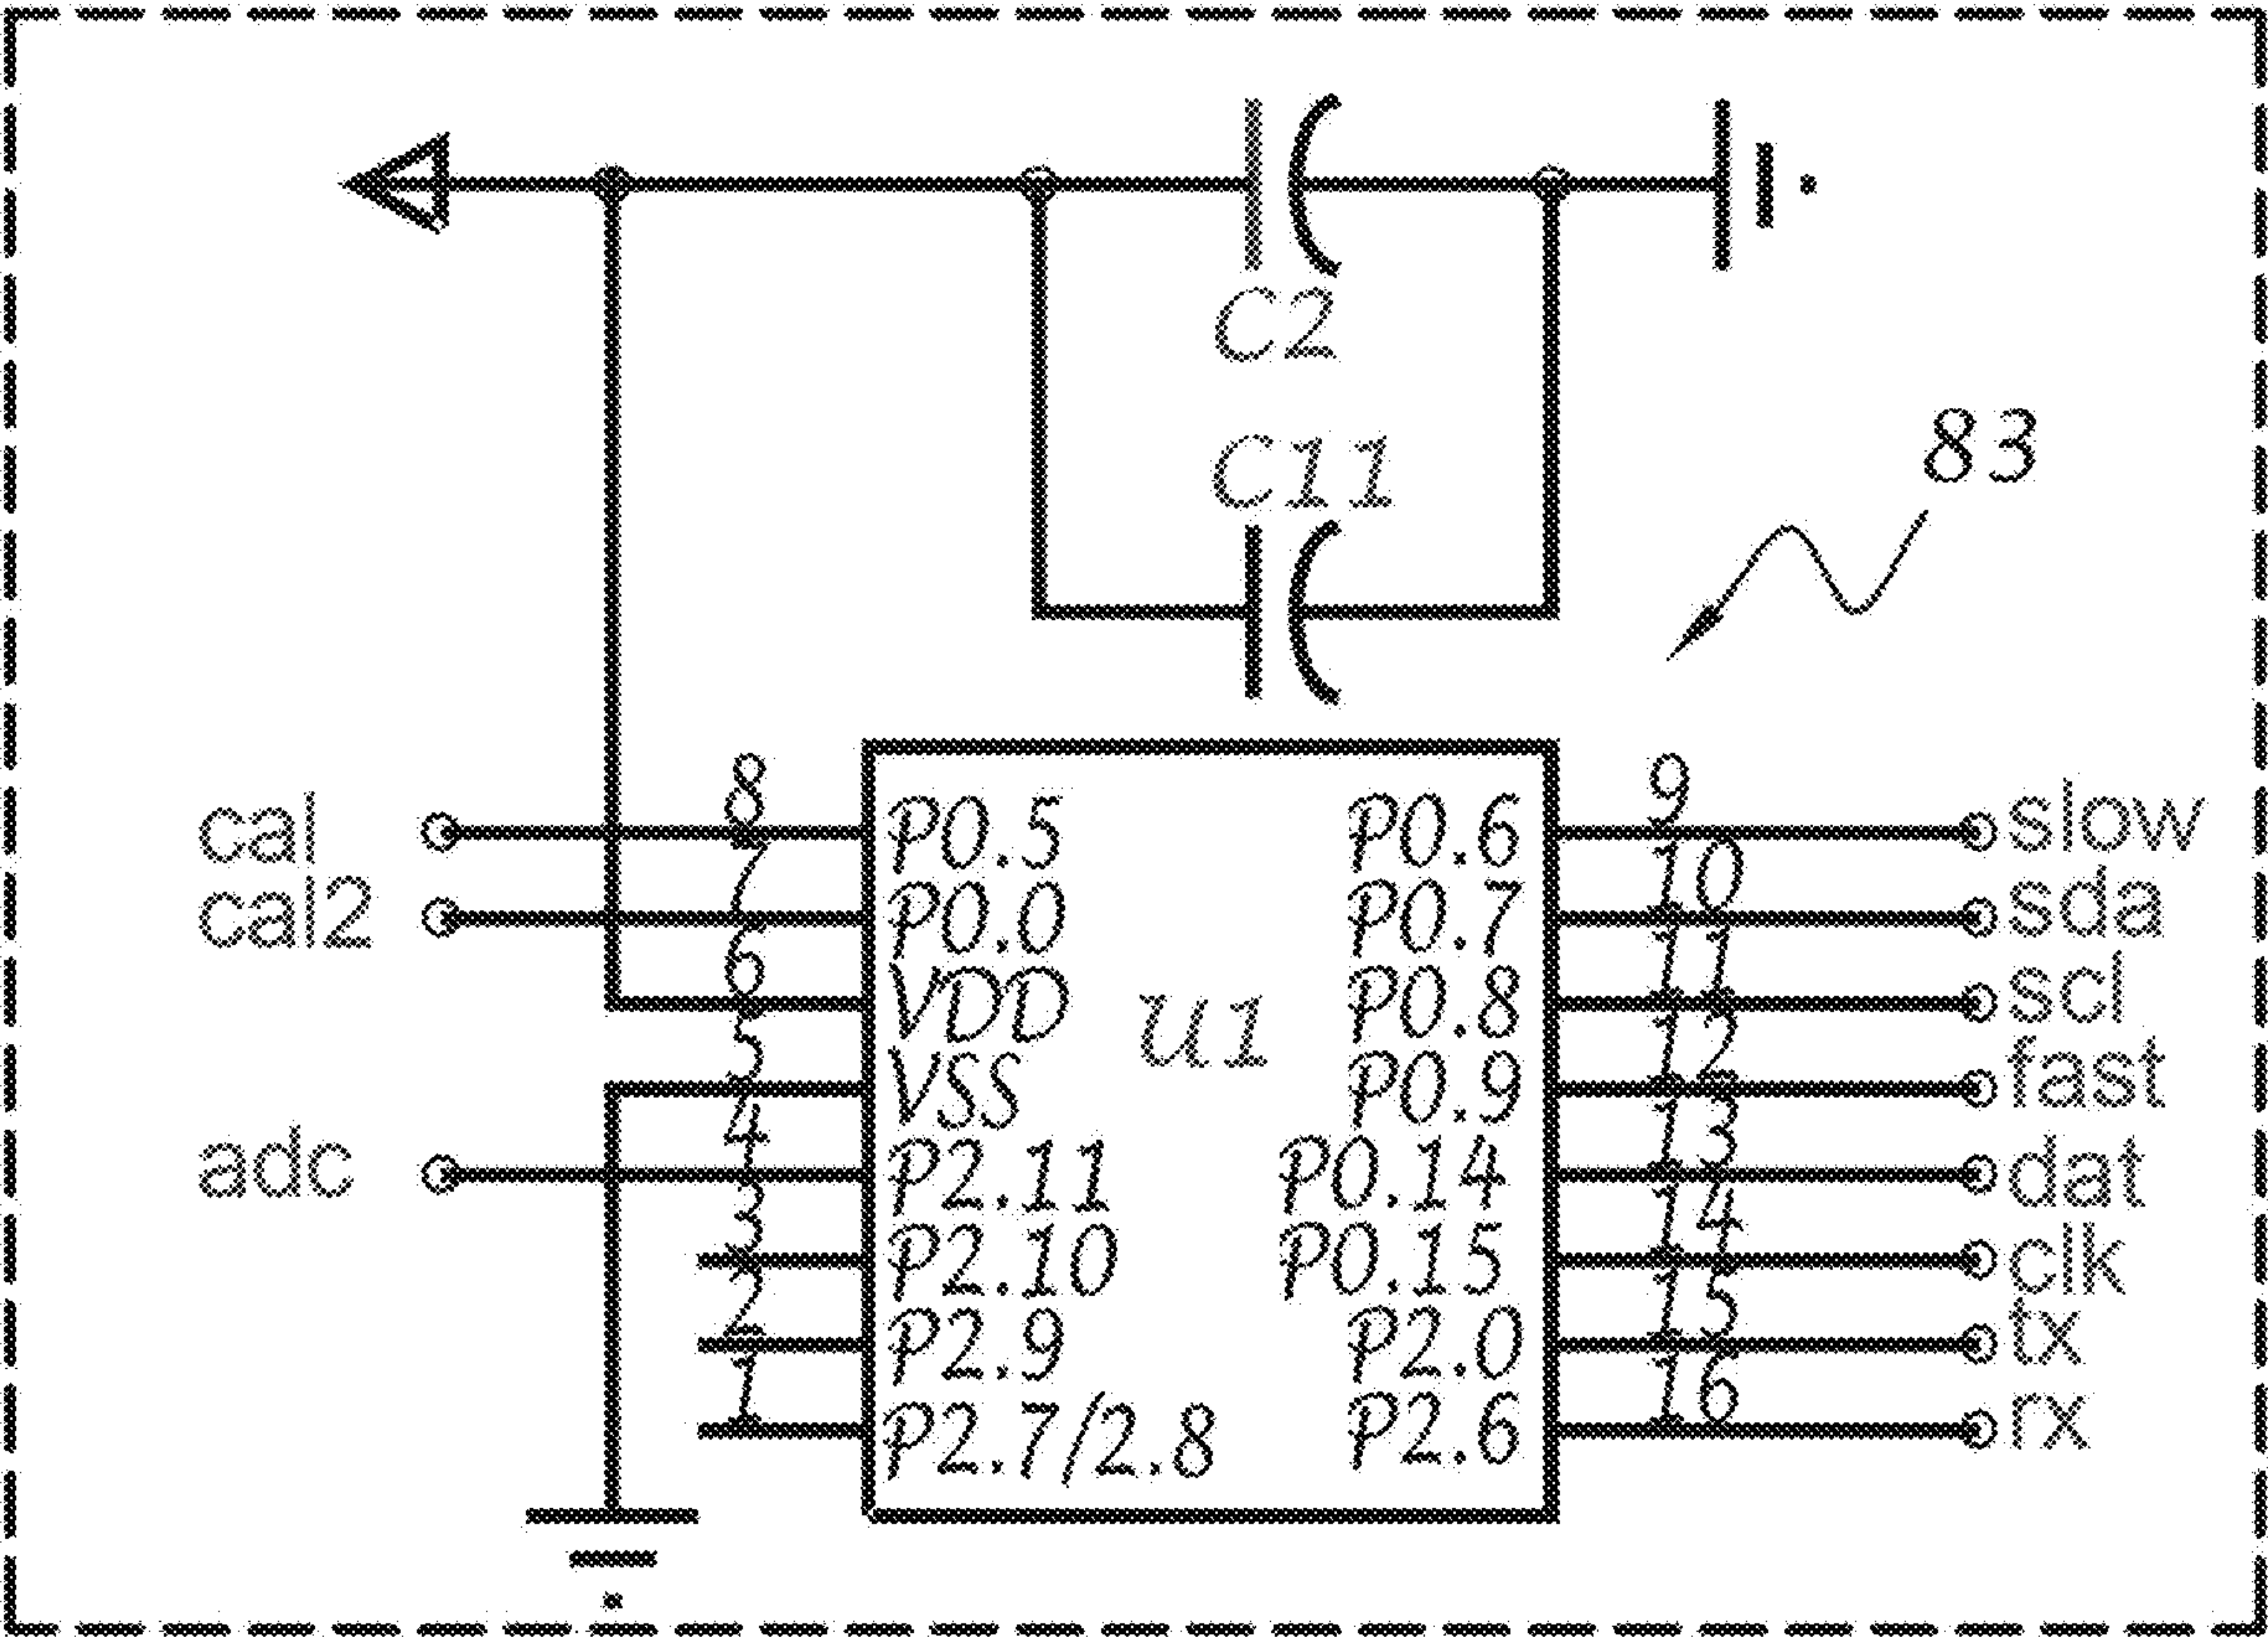 C2
C11
83
cal 8 P0.5 P0.6 9 slow
cal2 7 P0.0 P0.7 10 sda
6 VDD u1 P0.8 11 scl
5 VSS P0.9 12 fast
adc 4 P2.11 P0.14 13 dat
3 P2.10 P0.15 14 clk
2 P2.9 P2.0 15 tx
1 P2.7/2.8 P2.6 16 rx